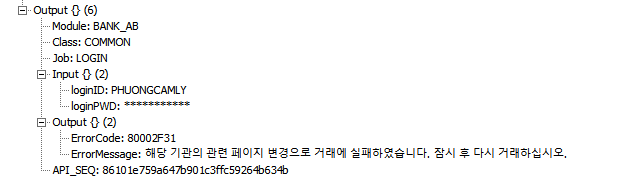 Output {} (6)
Module: BANK_AB
Class: COMMON
Job: LOGIN
Input {} (2)
loginID: PHUONGCAMLY
loginPWD: ***********
Output {} (2)
ErrorCode: 80002F31
ErrorMessage: 해당 기관의 관련 페이지 변경으로 거래에 실패하였습니다. 잠시 후 다시 거래하십시오.
API_SEQ: 86101e759a647b901c3ffc59264b634b